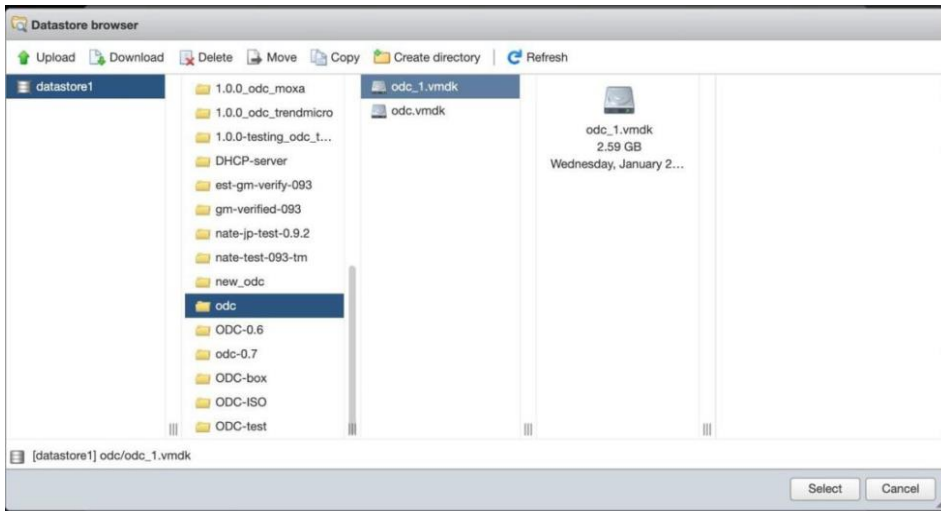 Datastore browser
Upload Download Delete Move Copy Create directory Refresh
datastore1
1.0.0_odc_moxa
1.0.0_odc_trendmicro
1.0.0-testing_odc_t...
DHCP-server
est-gm-verify-093
gm-verified-093
nate-jp-test-0.9.2
nate-test-093-tm
new_odc
odc
ODC-0.6
odc-0.7
ODC-box
ODC-ISO
ODC-test
odc_1.vmdk
odc.vmdk
odc_1.vmdk
2.59 GB
Wednesday, January 2...
[datastore1] odc/odc_1.vmdk
Select Cancel